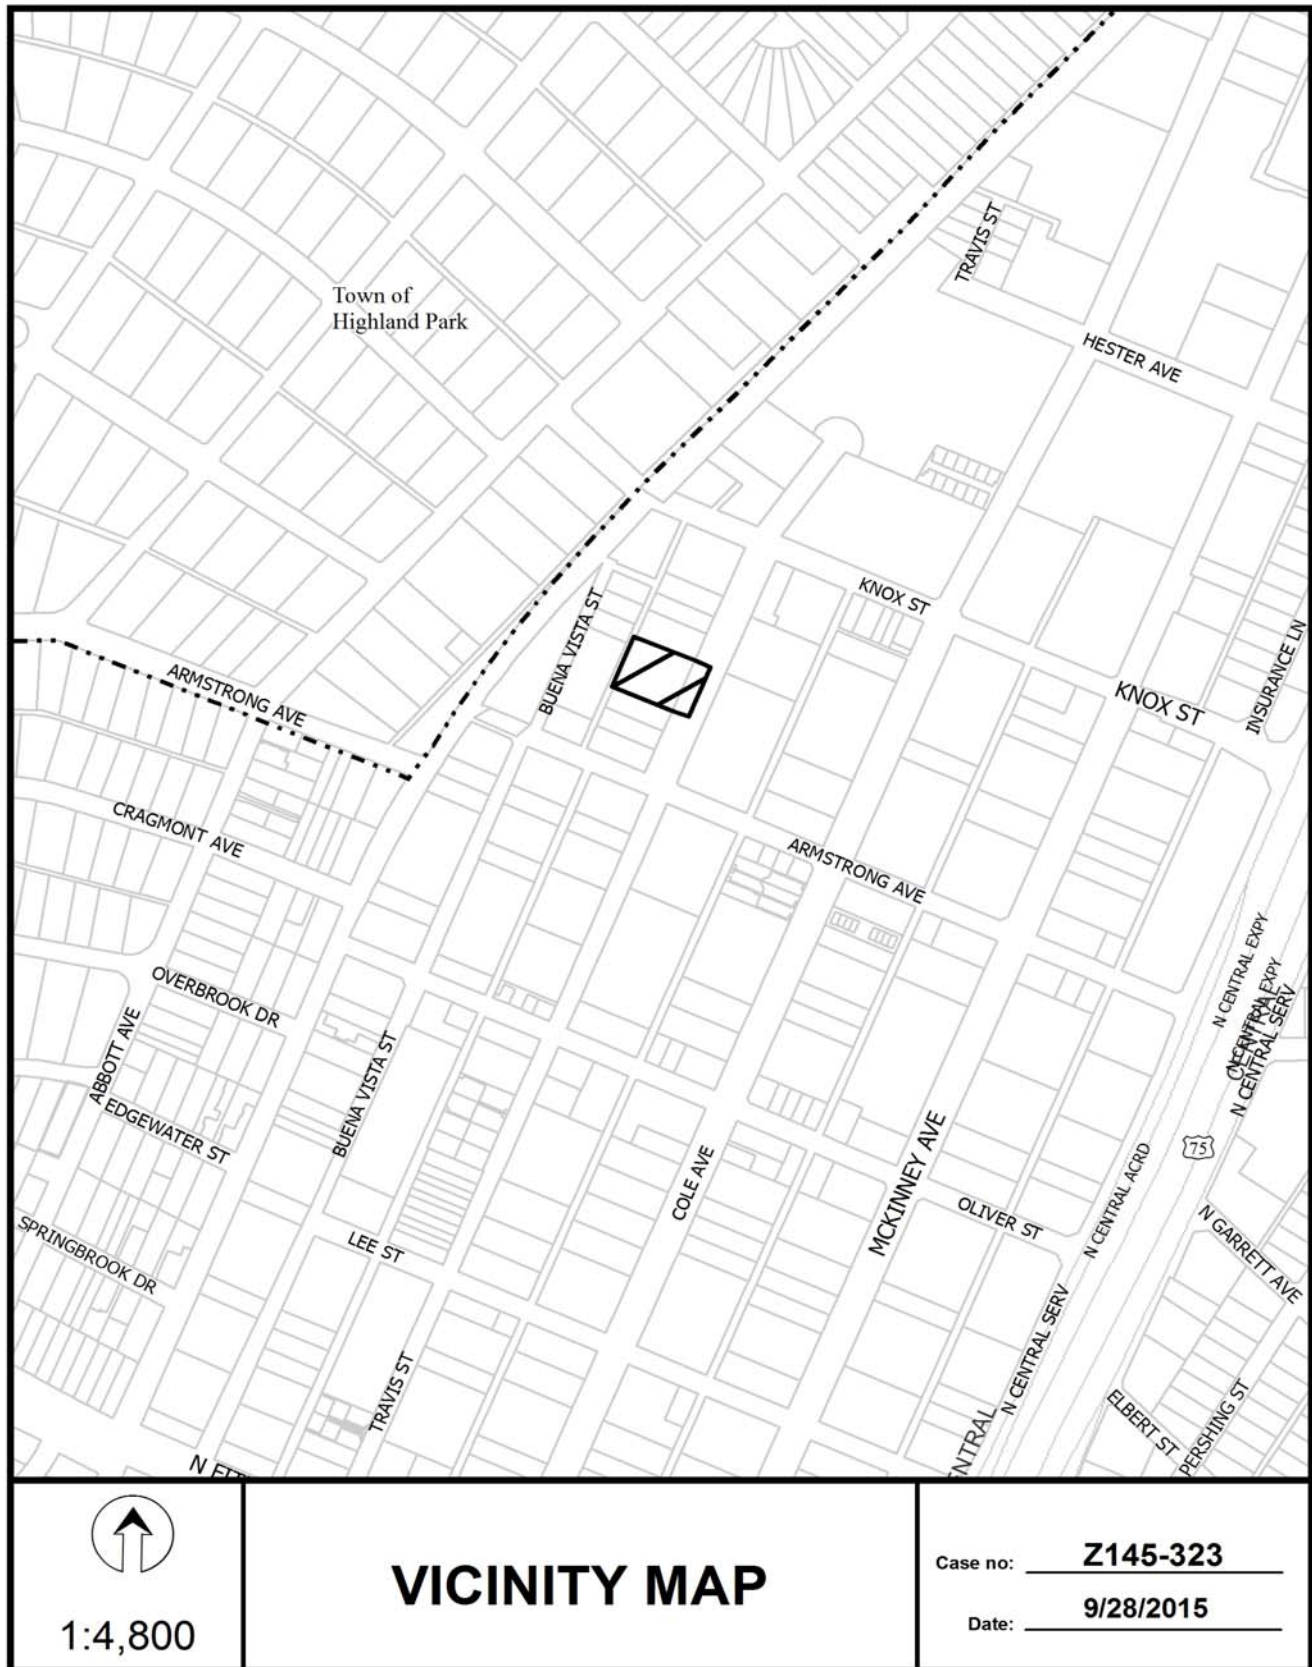 TRAVIS ST
Town of
Highland Park
HESTER AVE
KNOX ST
BUENA VISTA ST
INSURANCE LN
ARMSTRONG AVE
KNOX ST
CRAGMONT AVE
ARMSTRONG AVE
N CENTRAL EXPY
OVERBROOK DR
N CENTRAL EXPY
CENTRAL
N CENTRAL SERV
ABBOTT AVE
BUENA VISTA ST
EDGEWATER ST
MCKINNEY AVE
75
COLE AVE
N CENTRAL ACRD
OLIVER ST
N GARRETT AVE
SPRINGBROOK DR
LEE ST
N CENTRAL SERV
TRAVIS ST
ELBERT ST
PERSHING ST
ENTRAL
1:4,800
VICINITY MAP
Case no: Z145-323
Date: 9/28/2015